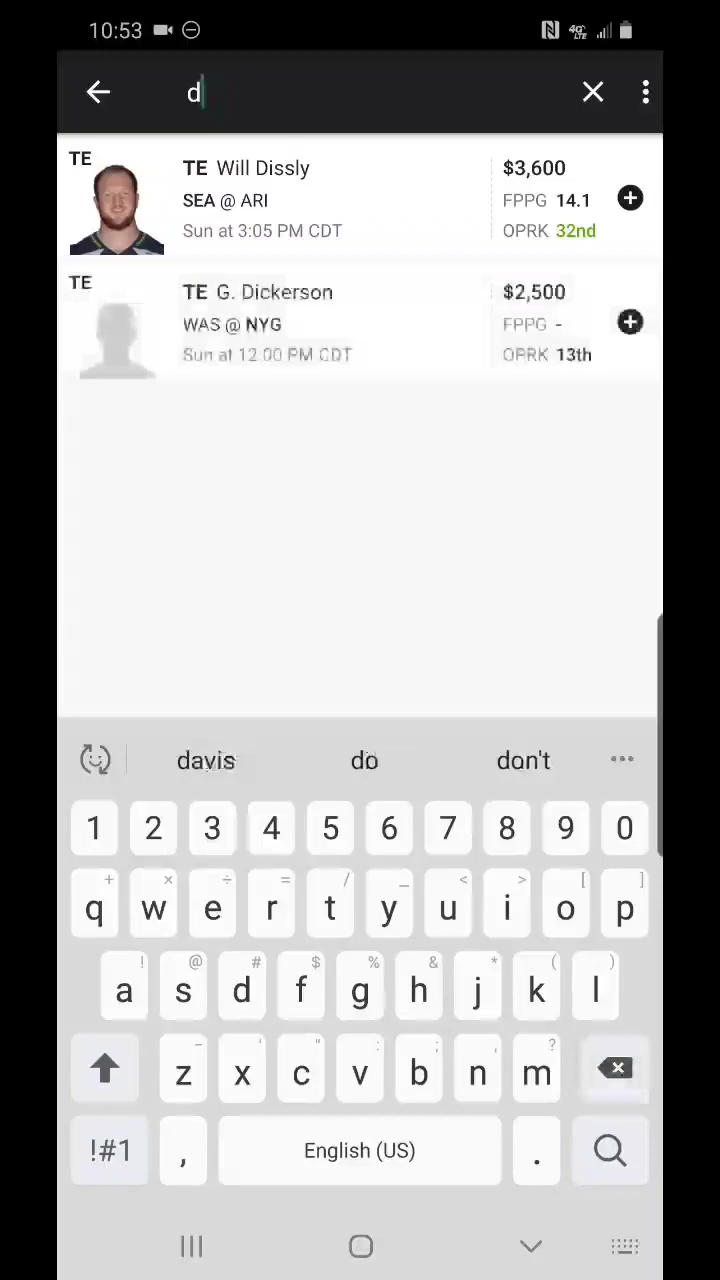 10:53
4G LTE
d
TE
TE Will Dissly
$3,600
SEA @ ARI
FPPG 14.1
Sun at 3:05 PM CDT
OPRK 32nd
TE
TE G. Dickerson
$2,500
WAS @ NYG
FPPG -
Sun at 12:00 PM CDT
OPRK 13th
davis do don't
1 2 3 4 5 6 7 8 9 0
+ × ÷ = / _ < > [ ]
q w e r t y u i o p
! @ # $ % & * ( )
a s d f g h j k l
- ' " : ; , ?
z x c v b n m
!#1 , English (US) .